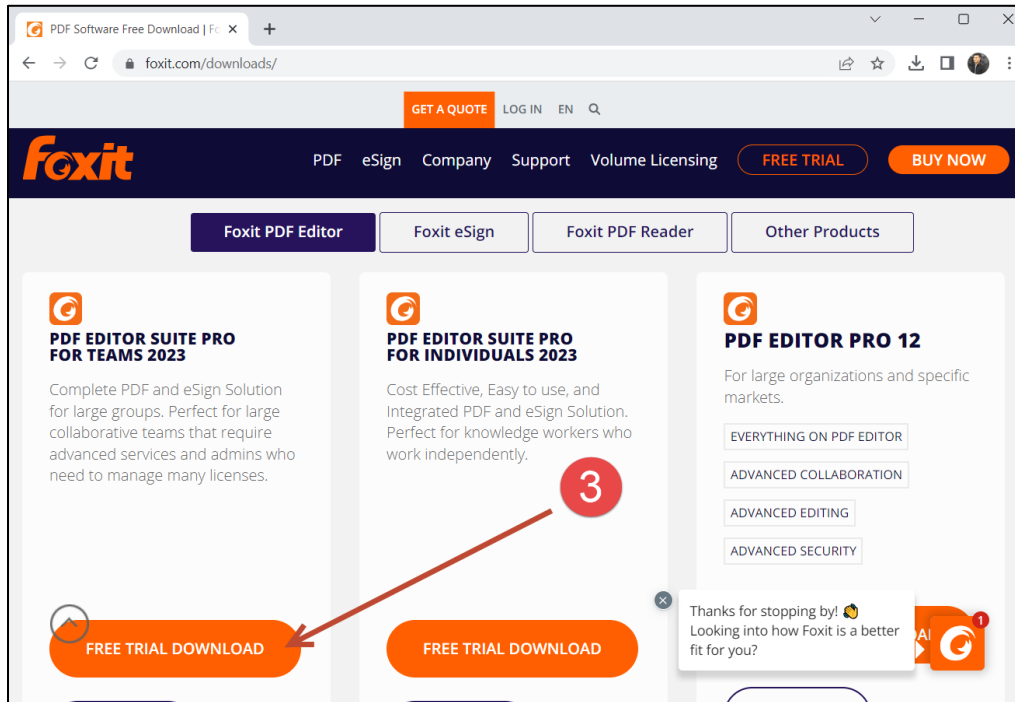 PDF Software Free Download | Fo
foxit.com/downloads/
GET A QUOTE LOG IN EN
Foxit
PDF eSign Company Support Volume Licensing FREE TRIAL BUY NOW
Foxit PDF Editor Foxit eSign Foxit PDF Reader Other Products
PDF EDITOR SUITE PRO
FOR TEAMS 2023
Complete PDF and eSign Solution
for large groups. Perfect for large
collaborative teams that require
advanced services and admins who
need to manage many licenses.
FREE TRIAL DOWNLOAD
PDF EDITOR SUITE PRO
FOR INDIVIDUALS 2023
Cost Effective, Easy to use, and
Integrated PDF and eSign Solution.
Perfect for knowledge workers who
work independently.
3
FREE TRIAL DOWNLOAD
PDF EDITOR PRO 12
For large organizations and specific
markets.
EVERYTHING ON PDF EDITOR
ADVANCED COLLABORATION
ADVANCED EDITING
ADVANCED SECURITY
Thanks for stopping by!
Looking into how Foxit is a better
fit for you?
1